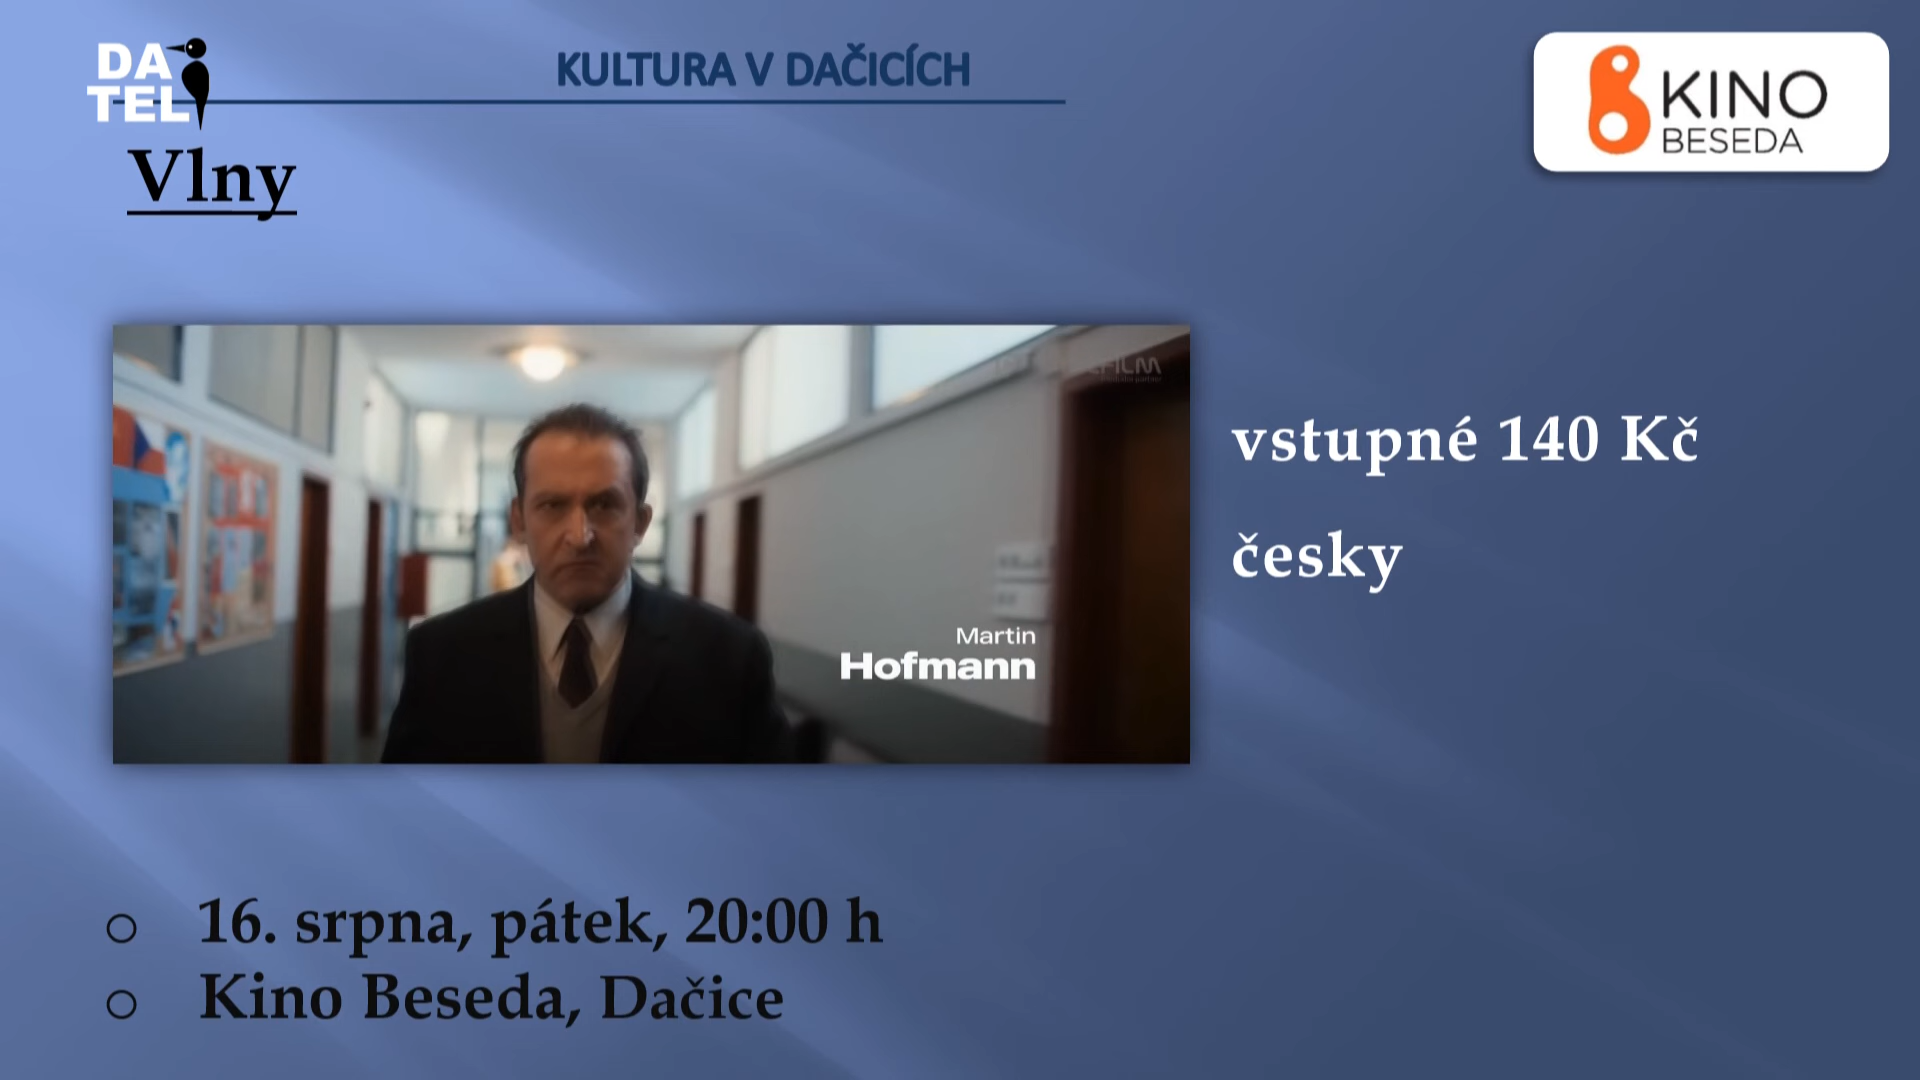 DA
TEL
KULTURA V DAČICÍCH
KINO
BESEDA
Vlny
Martin
Hofmann
vstupné 140 Kč
česky
16. srpna, pátek, 20:00 h
Kino Beseda, Dačice